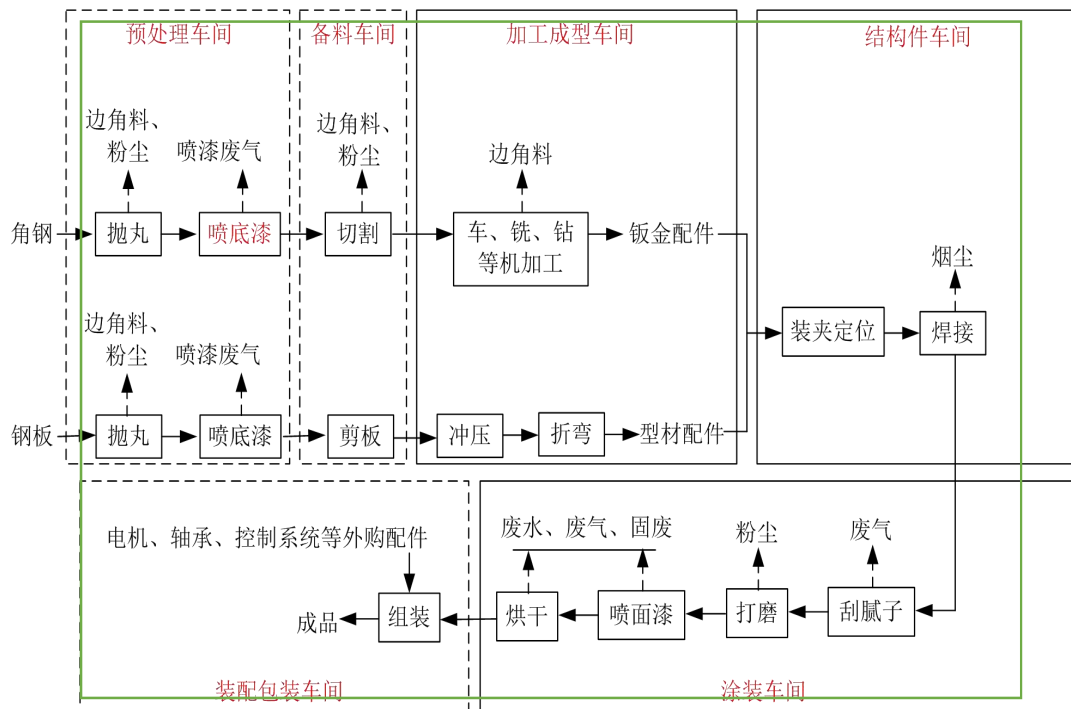 预处理车间
备料车间
加工成型车间
结构件车间
边角料、
粉尘
喷漆废气
边角料、
粉尘
边角料
角钢
抛丸
喷底漆
切割
车、铣、钻
等机加工
钣金配件
烟尘
装夹定位
焊接
边角料、
粉尘
喷漆废气
钢板
抛丸
喷底漆
剪板
冲压
折弯
型材配件
电机、轴承、控制系统等外购配件
废水、废气、固废
粉尘
废气
成品
组装
烘干
喷面漆
打磨
刮腻子
装配包装车间
涂装车间